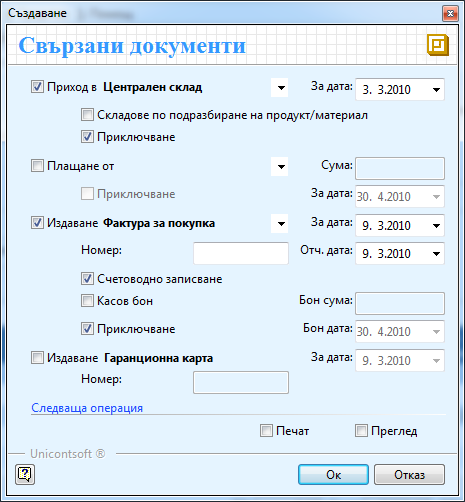 Създаване
Свързани документи
Приход в Централен склад За дата: 3. 3.2010
Складове по подразбиране на продукт/материал
Приключване
Плащане от Сума:
Приключване За дата: 30. 4.2010
Издаване Фактура за покупка За дата: 9. 3.2010
Номер: Отч. дата: 9. 3.2010
Счетоводно записване
Касов бон Бон сума:
Приключване Бон дата: 30. 4.2010
Издаване Гаранционна карта За дата: 9. 3.2010
Номер:
Следваща операция
Печат Преглед
Unicontsoft ®
? Ок Отказ